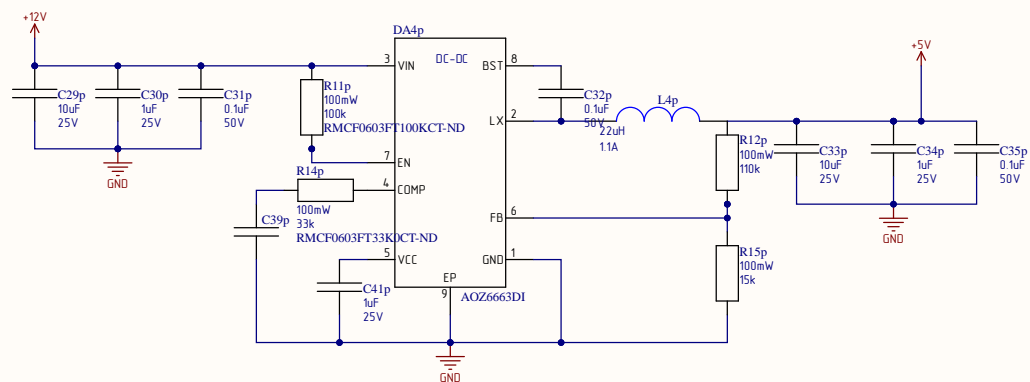 +12V
DA4p
+5V
3
VIN
DC-DC
BST
8
C29p
10uF
25V
C30p
1uF
25V
C31p
0.1uF
50V
R11p
100mW
100k
RMCF0603FT100KCT-ND
C32p
0.1uF
50V
LX
2
L4p
22uH
1.1A
R12p
100mW
110k
C33p
10uF
25V
C34p
1uF
25V
C35p
0.1uF
50V
GND
7
EN
R14p
100mW
33k
RMCF0603FT33K0CT-ND
4
COMP
C39p
FB
6
GND
5
VCC
GND
1
R15p
100mW
15k
C41p
1uF
25V
EP
9
AOZ6663DI
GND